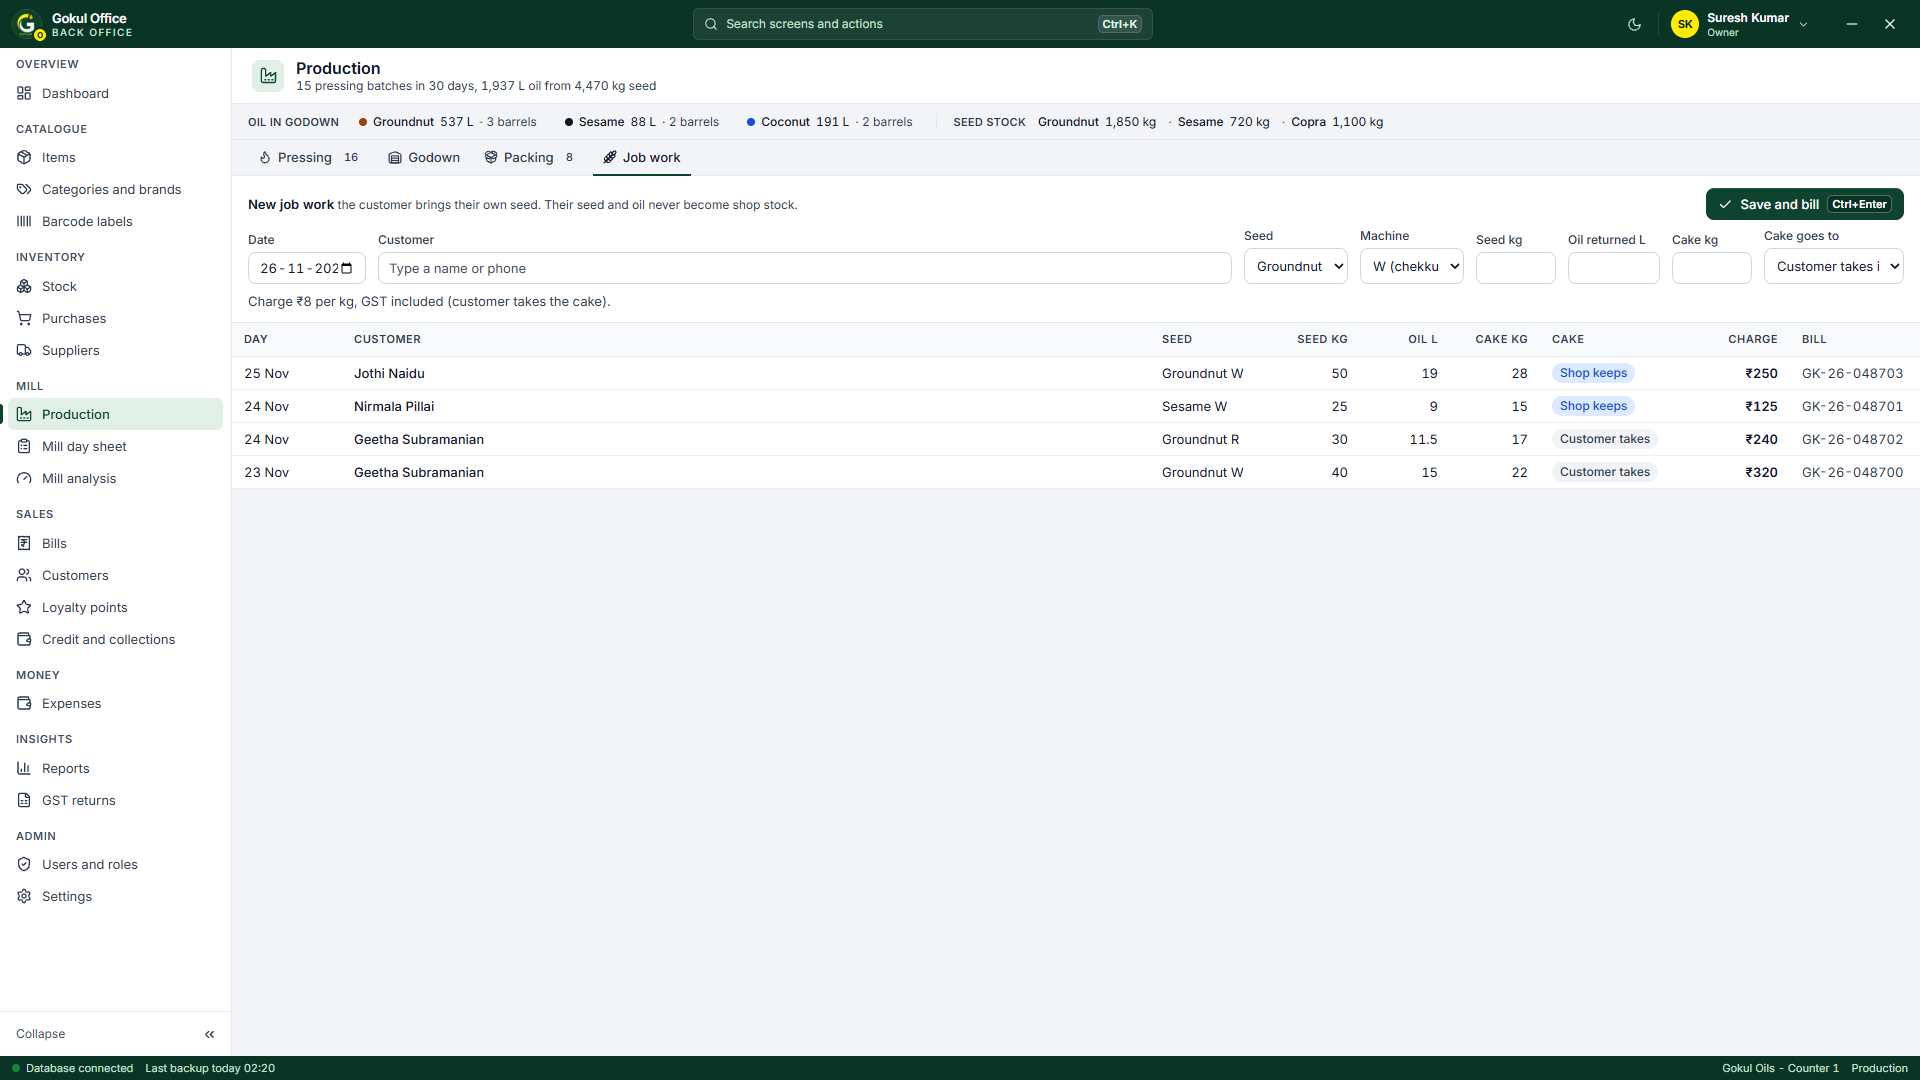 Gokul Office
BACK OFFICE
Search screens and actions Ctrl+K
SK Suresh Kumar
Owner
OVERVIEW
Dashboard
CATALOGUE
Items
Categories and brands
Barcode labels
INVENTORY
Stock
Purchases
Suppliers
MILL
Production
Mill day sheet
Mill analysis
SALES
Bills
Customers
Loyalty points
Credit and collections
MONEY
Expenses
INSIGHTS
Reports
GST returns
ADMIN
Users and roles
Settings
Collapse
Production
15 pressing batches in 30 days, 1,937 L oil from 4,470 kg seed
OIL IN GODOWN Groundnut 537 L · 3 barrels Sesame 88 L · 2 barrels Coconut 191 L · 2 barrels SEED STOCK Groundnut 1,850 kg · Sesame 720 kg · Copra 1,100 kg
Pressing 16 Godown Packing 8 Job work
New job work the customer brings their own seed. Their seed and oil never become shop stock.
Save and bill Ctrl+Enter
Date Customer Seed Machine Seed kg Oil returned L Cake kg Cake goes to
26-11-202 Type a name or phone Groundnut W (chekku Customer takes i
Charge ₹8 per kg, GST included (customer takes the cake).
DAY CUSTOMER SEED SEED KG OIL L CAKE KG CAKE CHARGE BILL
25 Nov Jothi Naidu Groundnut W 50 19 28 Shop keeps ₹250 GK-26-048703
24 Nov Nirmala Pillai Sesame W 25 9 15 Shop keeps ₹125 GK-26-048701
24 Nov Geetha Subramanian Groundnut R 30 11.5 17 Customer takes ₹240 GK-26-048702
23 Nov Geetha Subramanian Groundnut W 40 15 22 Customer takes ₹320 GK-26-048700
Database connected Last backup today 02:20
Gokul Oils - Counter 1 Production